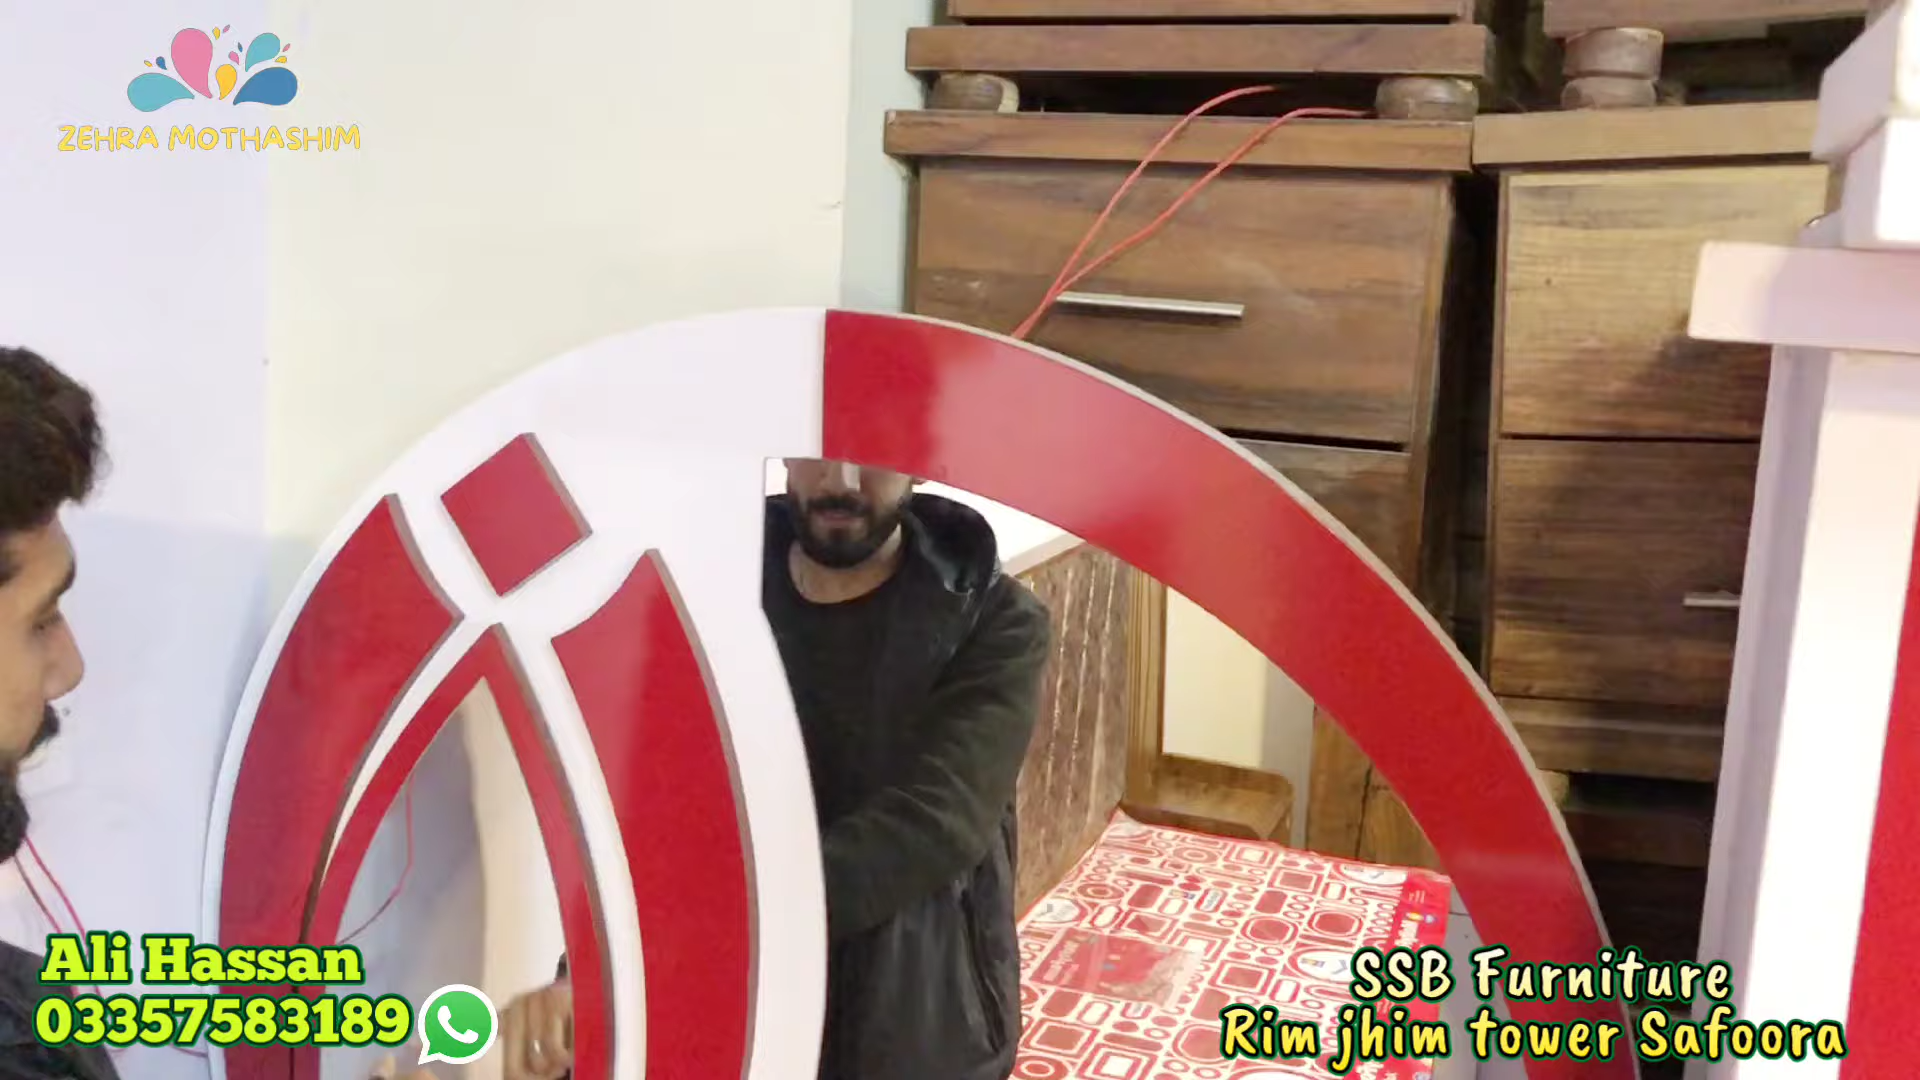 ZEHRA MOTHASHIM
Ali Hassan
03357583189
SSB Furniture
Rim jhim tower Safoora